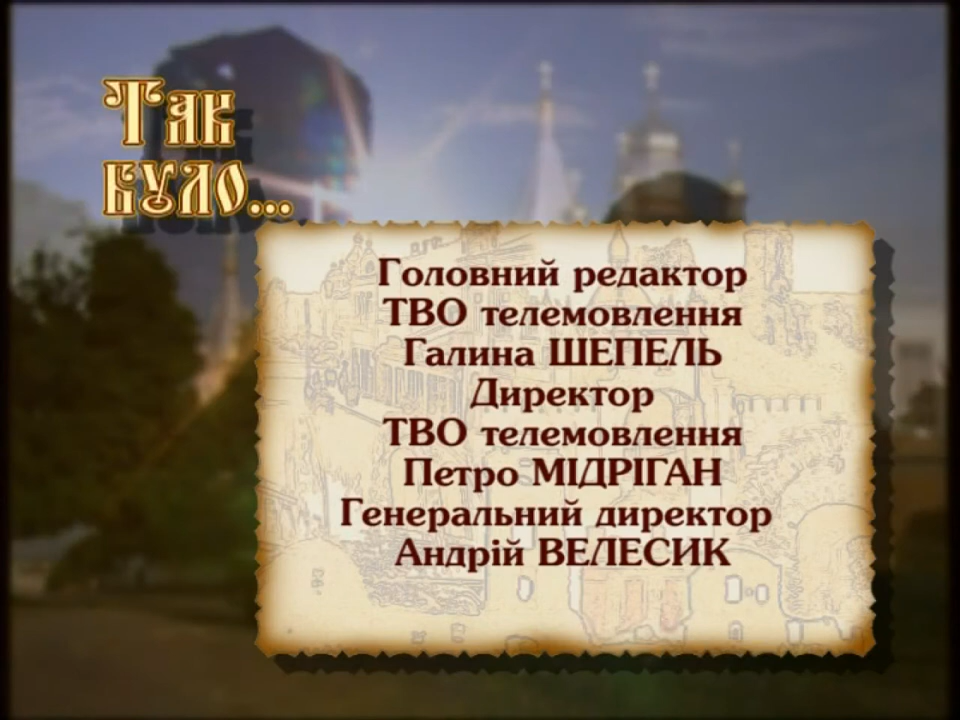 Так
було...
Головний редактор
ТВО телемовлення
Галина ШЕПЕЛЬ
Директор
ТВО телемовлення
Петро МІДРІГАН
Генеральний директор
Андрій ВЕЛЕСИК